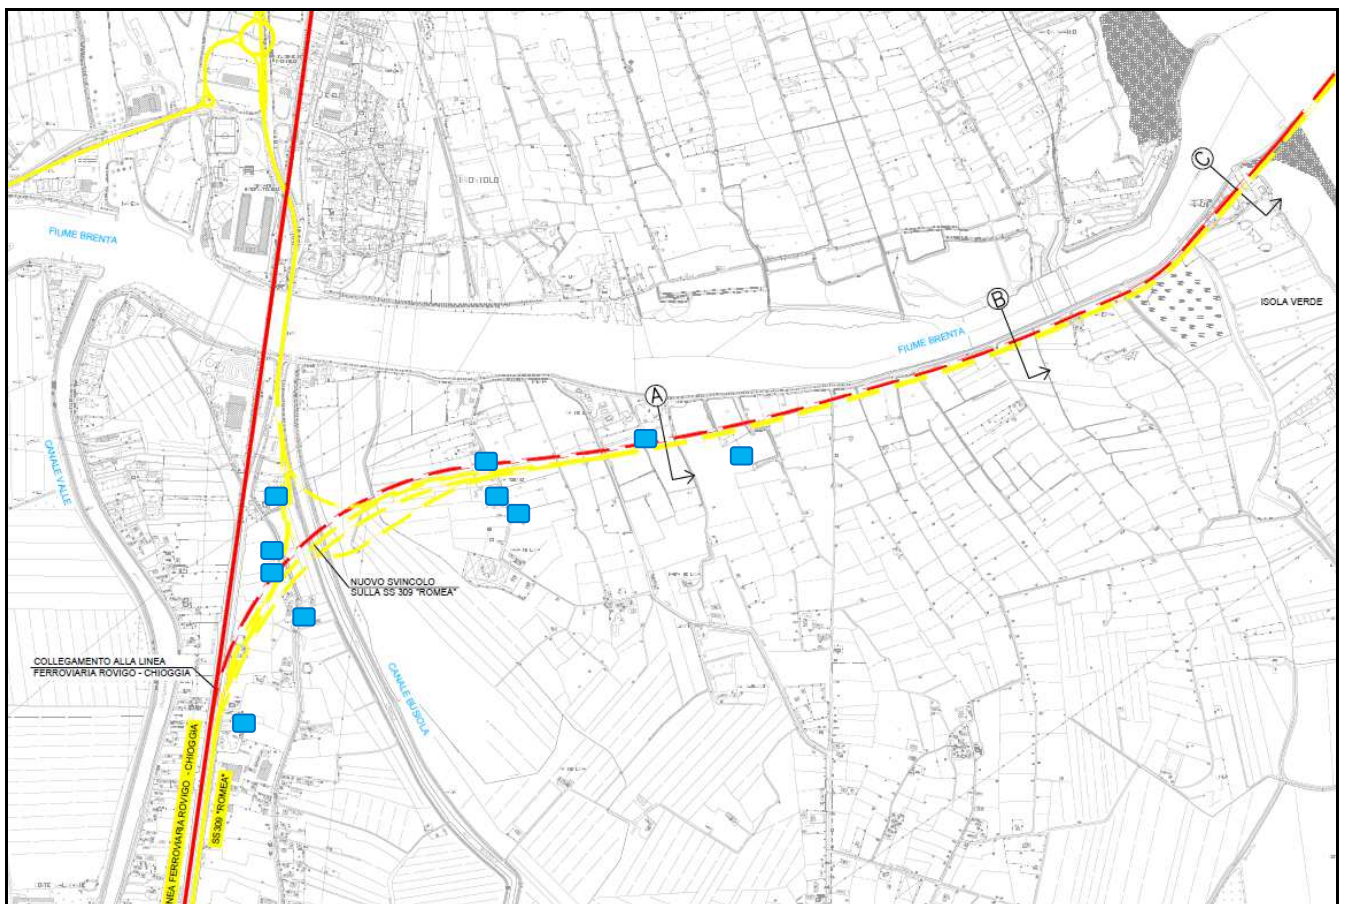 FIUME BRENTA
C
B
ISOLA VERDE
FIUME BRENTA
A
CANALE VALLE
NUOVO SVINCOLO
SULLA SS 309 "ROMEA"
COLLEGAMENTO ALLA LINEA
FERROVIARIA ROVIGO - CHIOGGIA
CANALE BUSIOLA
NEA FERROVIARIA ROVIGO - CHIOGGIA
SS309 "ROMEA"